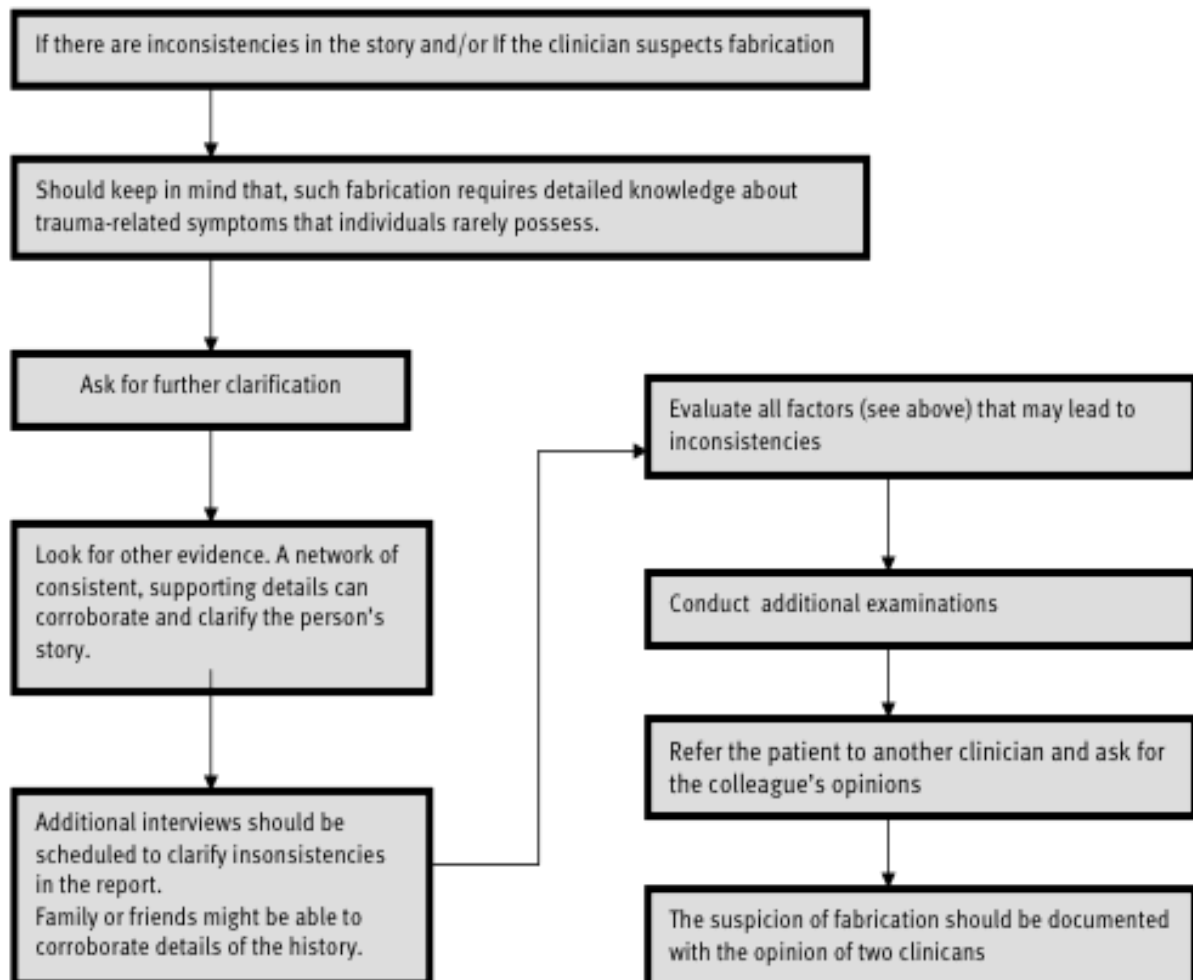 If there are inconsistencies in the story and/or If the clinician suspects fabrication
Should keep in mind that, such fabrication requires detailed knowledge about
trauma-related symptoms that individuals rarely possess.
Ask for further clarification
Look for other evidence. A network of
consistent, supporting details can
corroborate and clarify the person's
story.
Additional interviews should be
scheduled to clarify insonsistencies
in the report.
Family or friends might be able to
corroborate details of the history.
Evaluate all factors (see above) that may lead to
inconsistencies
Conduct additional examinations
Refer the patient to another clinician and ask for
the colleague's opinions
The suspicion of fabrication should be documented
with the opinion of two clinicans